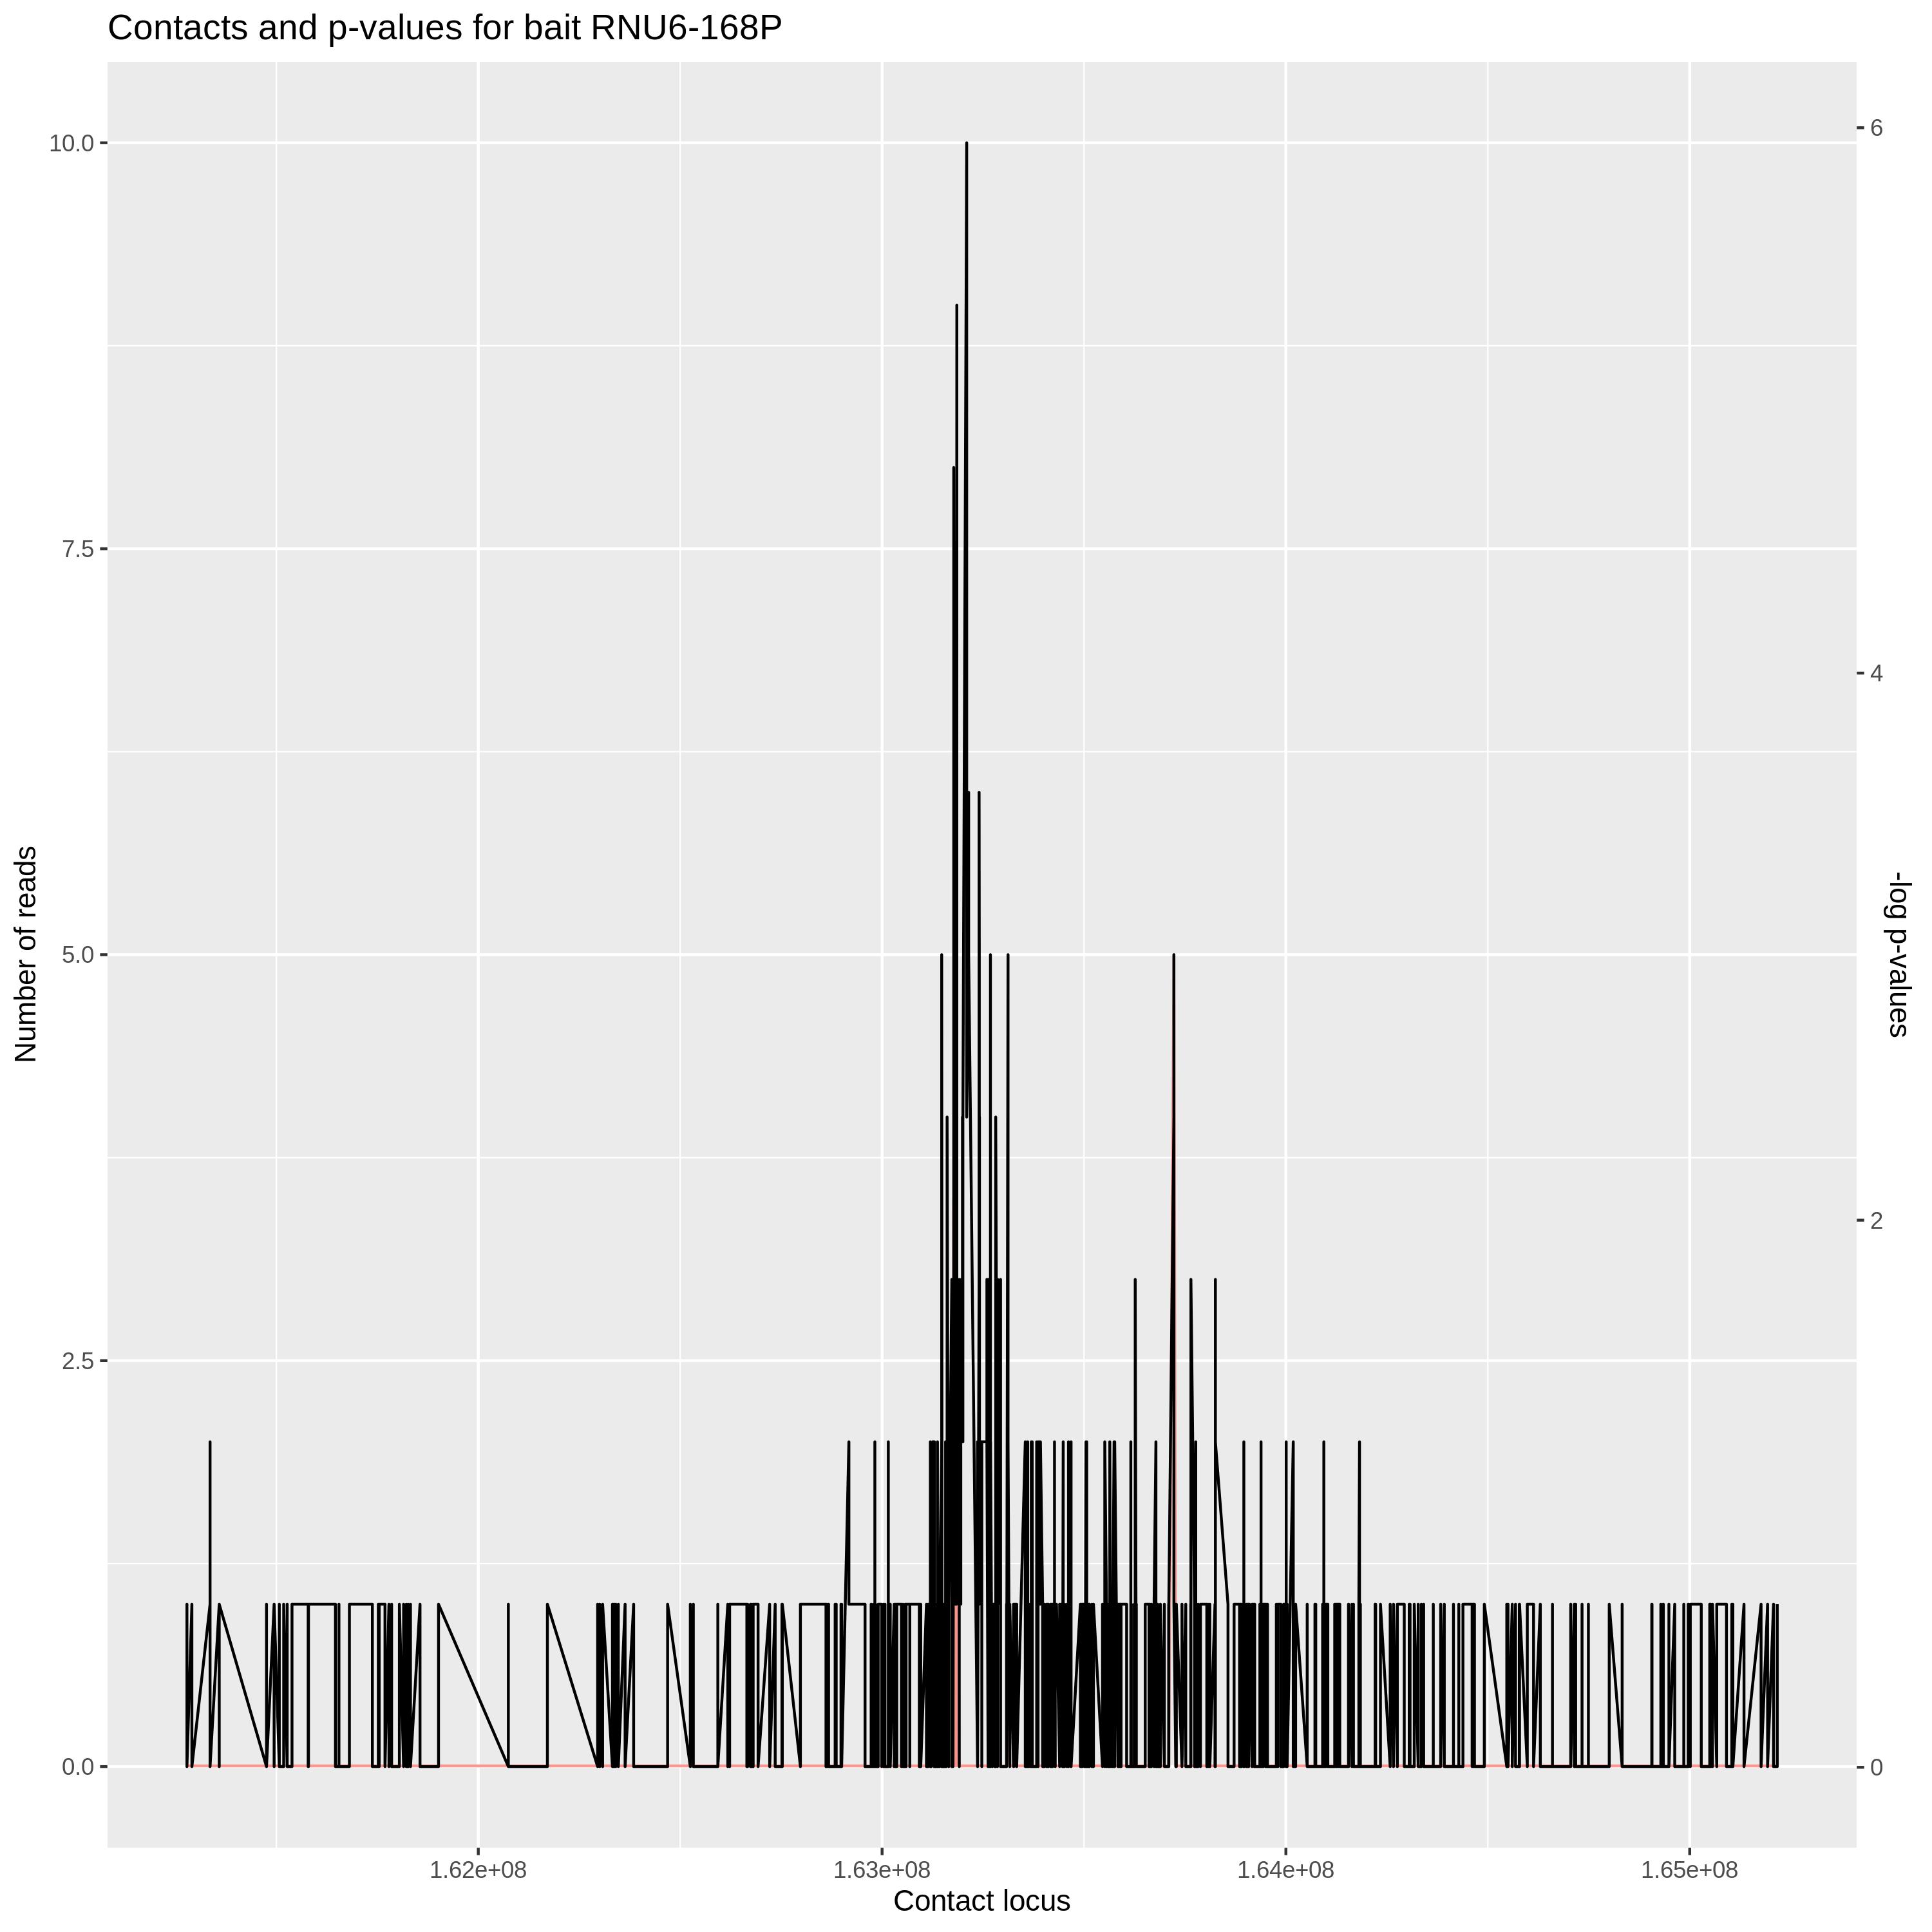 Contacts and p-values for bait RNU6-168P
10.0
7.5
5.0
2.5
0.0
Number of reads
6
4
2
0
-log p-values
1.62e+08
1.63e+08
1.64e+08
1.65e+08
Contact locus